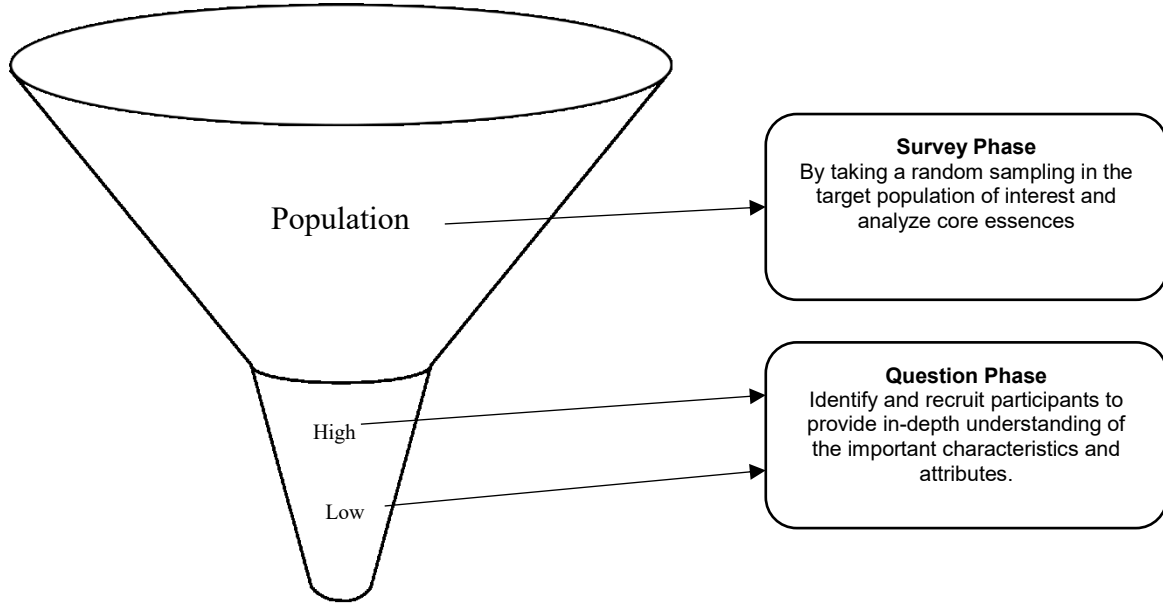 Survey Phase
By taking a random sampling in the
target population of interest and
analyze core essences
Population
Question Phase
Identify and recruit participants to
provide in-depth understanding of
the important characteristics and
attributes.
High
Low